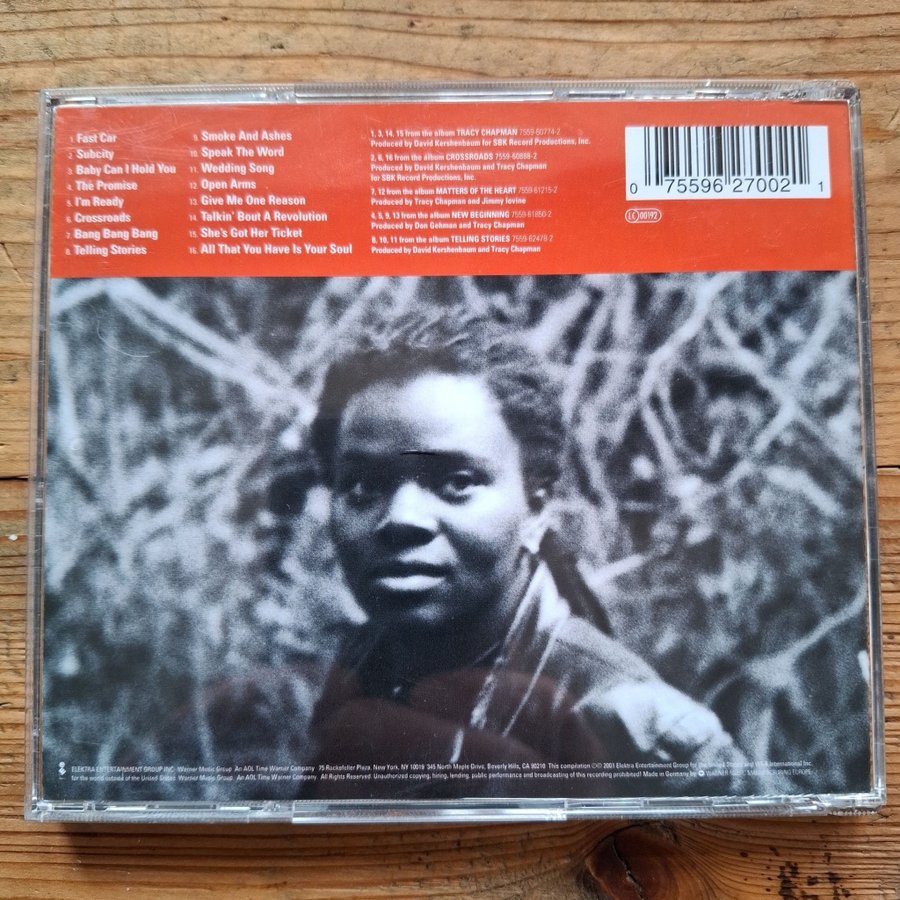 1. Fast Car
2. Subcity
3. Baby Can I Hold You
4. The Promise
5. I'm Ready
6. Crossroads
7. Bang Bang Bang
8. Telling Stories
9. Smoke And Ashes
10. Speak The Word
11. Wedding Song
12. Open Arms
13. Give Me One Reason
14. Talkin' Bout A Revolution
15. She's Got Her Ticket
16. All That You Have Is Your Soul
1, 3, 14, 15 from the album TRACY CHAPMAN 7559-60774-2
Produced by David Kershenbaum for SBK Record Productions, Inc.
2, 6, 16 from the album CROSSROADS 7559-60888-2
Produced by David Kershenbaum and Tracy Chapman
for SBK Record Productions, Inc.
7, 12 from the album MATTERS OF THE HEART 7559-61215-2
Produced by Tracy Chapman and Jimmy Iovine
4, 5, 9, 13 from the album NEW BEGINNING 7559-61850-2
Produced by Don Gehman and Tracy Chapman
8, 10, 11 from the album TELLING STORIES 7559-62478-2
Produced by David Kershenbaum and Tracy Chapman
0 75596 27002 1
LC 00192
ELEKTRA ENTERTAINMENT GROUP INC. Warner Music Group An AOL Time Warner Company 75 Rockefeller Plaza, New York, NY 10019 345 North Maple Drive, Beverly Hills, CA 90210 This compilation ℗© 2001 Elektra Entertainment Group for the United States and WEA International Inc.
for the world outside of the United States. Warner Music Group, An AOL Time Warner Company. All Rights Reserved. Unauthorized copying, hiring, lending, public performance and broadcasting of this recording prohibited! Made in Germany by WARNER MUSIC MANUFACTURING EUROPE.